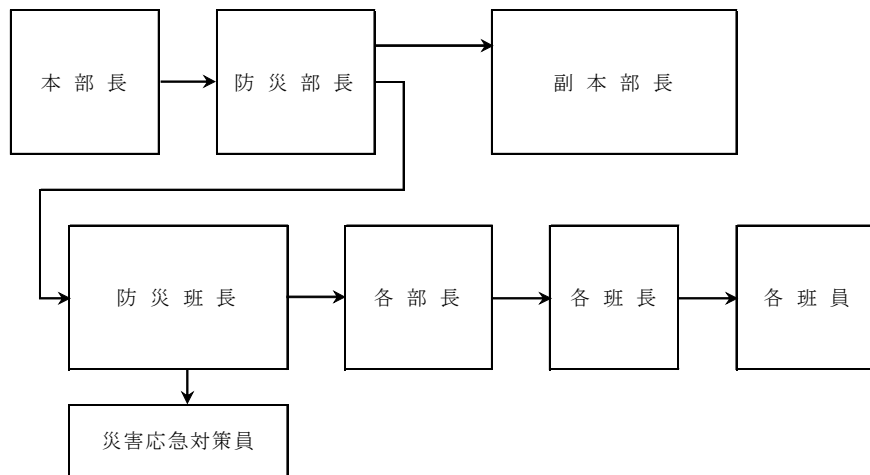 本部長
防災部長
副本部長
防災班長
各部長
各班長
各班員
災害応急対策員